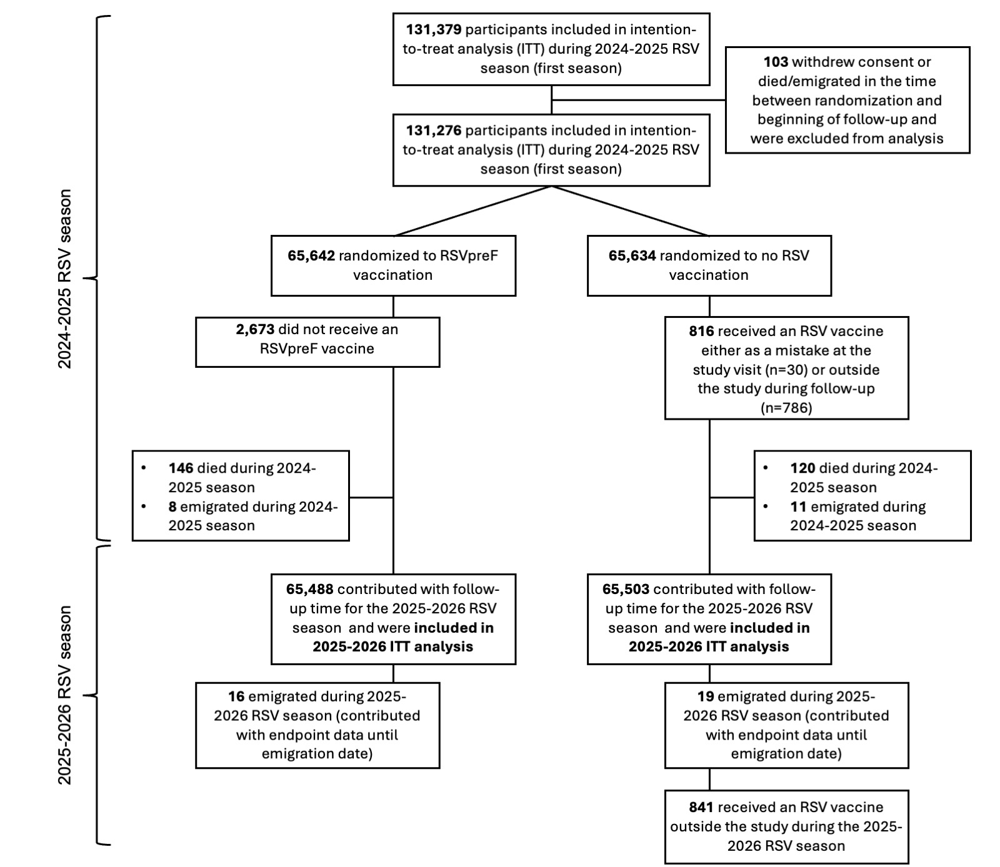 131,379 participants included in intention-
to-treat analysis (ITT) during 2024-2025 RSV
season (first season)
103 withdrew consent or
died/emigrated in the time
between randomization and
beginning of follow-up and
were excluded from analysis
131,276 participants included in intention-
to-treat analysis (ITT) during 2024-2025 RSV
season (first season)
2024-2025 RSV season
65,642 randomized to RSVpreF
vaccination
65,634 randomized to no RSV
vaccination
2,673 did not receive an
RSVpreF vaccine
816 received an RSV vaccine
either as a mistake at the
study visit (n=30) or outside
the study during follow-up
(n=786)
• 146 died during 2024-
2025 season
• 8 emigrated during 2024-
2025 season
• 120 died during 2024-
2025 season
• 11 emigrated during
2024-2025 season
2025-2026 RSV season
65,488 contributed with follow-
up time for the 2025-2026 RSV
season and were included in
2025-2026 ITT analysis
65,503 contributed with follow-
up time for the 2025-2026 RSV
season and were included in
2025-2026 ITT analysis
16 emigrated during 2025-
2026 RSV season (contributed
with endpoint data until
emigration date)
19 emigrated during 2025-
2026 RSV season (contributed
with endpoint data until
emigration date)
841 received an RSV vaccine
outside the study during the 2025-
2026 RSV season